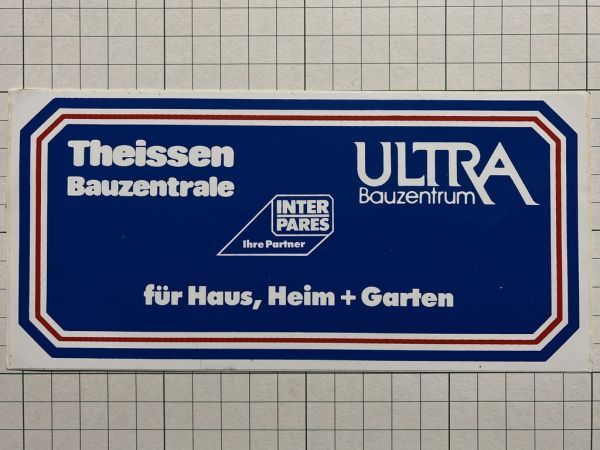 Theissen
Bauzentrale
ULTRA
Bauzentrum
INTER
PARES
Ihre Partner
für Haus, Heim + Garten